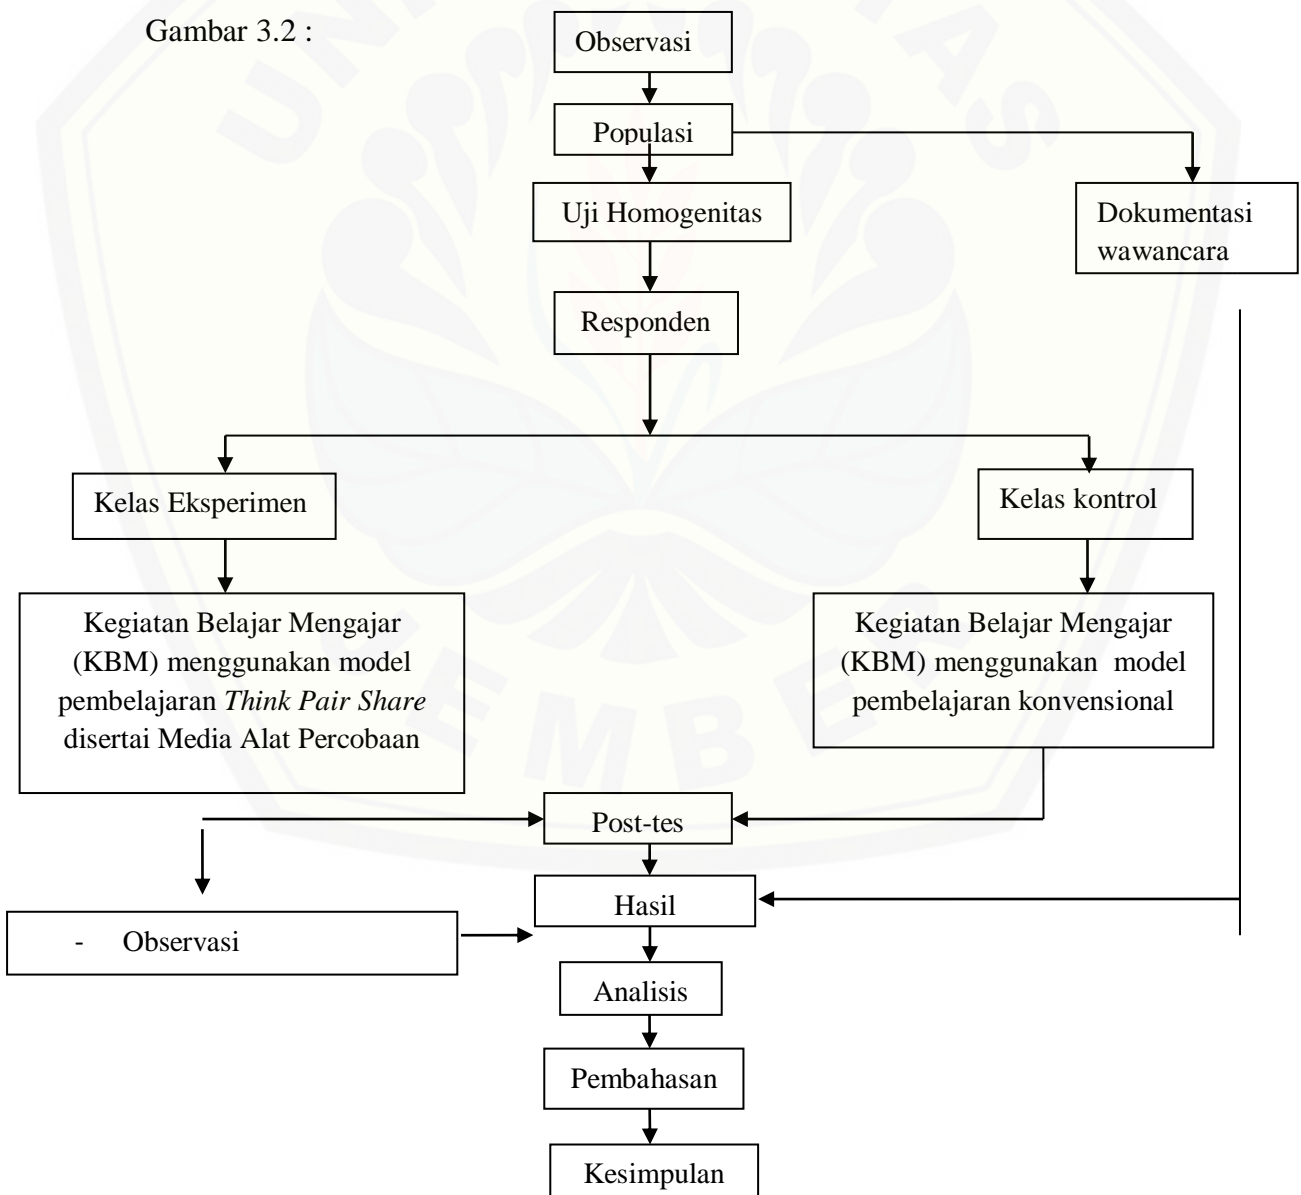 Gambar 3.2 :
Observasi
Populasi
Uji Homogenitas
Dokumentasi
wawancara
Responden
Kelas Eksperimen
Kelas kontrol
Kegiatan Belajar Mengajar
(KBM) menggunakan model
pembelajaran Think Pair Share
disertai Media Alat Percobaan
Kegiatan Belajar Mengajar
(KBM) menggunakan  model
pembelajaran konvensional
Post-tes
Hasil
- Observasi
Analisis
Pembahasan
Kesimpulan
JEMBER